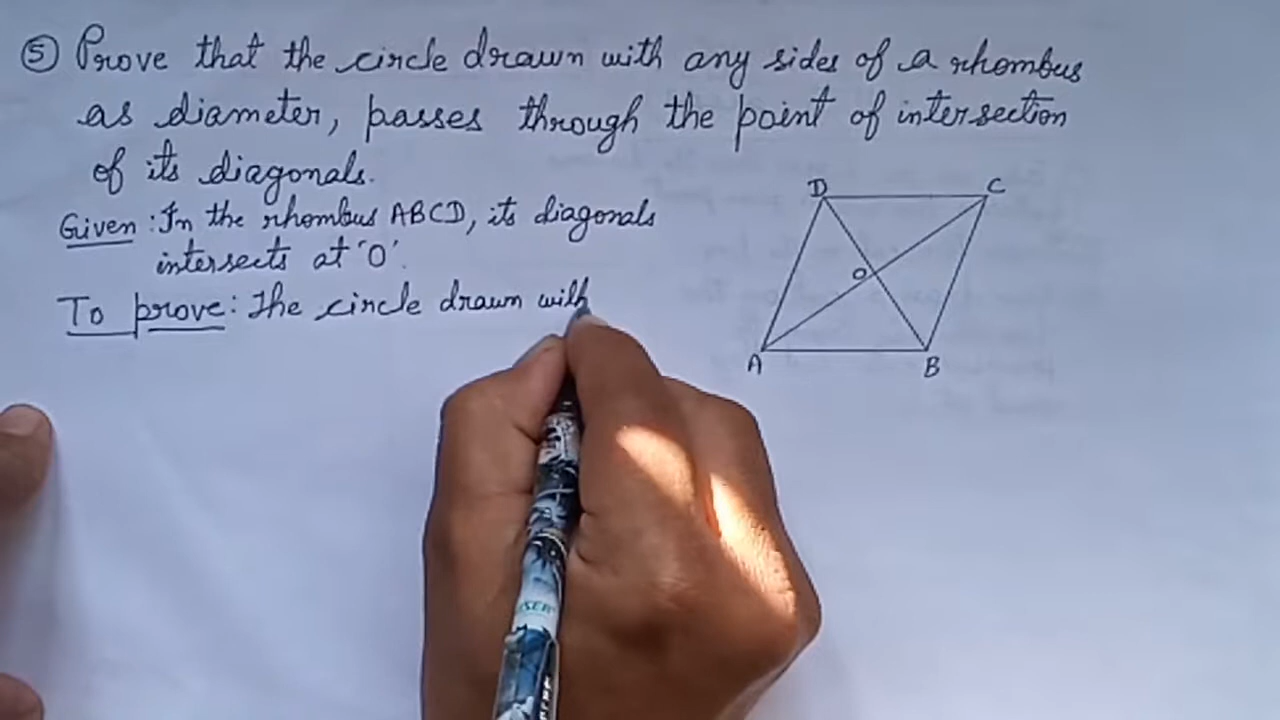 ⑤ Prove that the circle drawn with any sides of a rhombus
as diameter, passes through the point of intersection
of its diagonals.
Given : In the rhombus ABCD, its diagonals
intersects at 'O'.
To prove : The circle drawn with
D C
O
A B